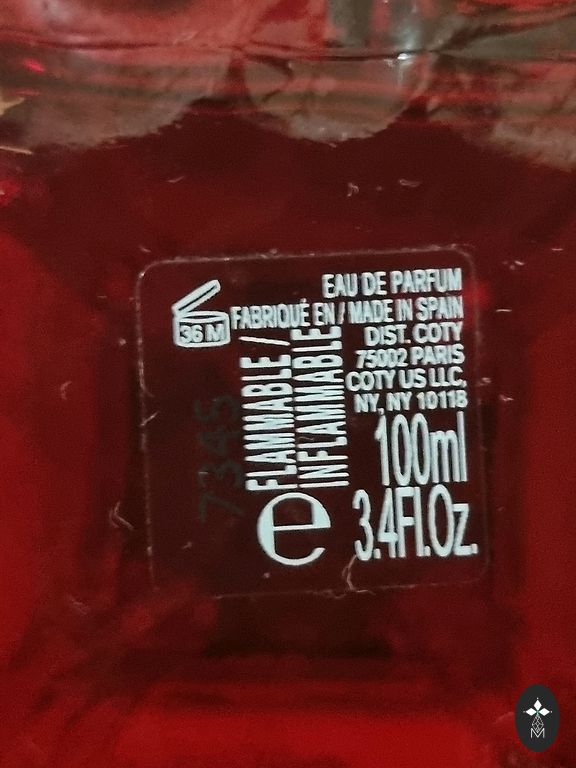 EAU DE PARFUM
36 M
FABRIQUÉ EN / MADE IN SPAIN
DIST. COTY
75002 PARIS
COTY US LLC,
NY, NY 10118
FLAMMABLE /
INFLAMMABLE
100ml
e
3.4Fl.Oz.
7345
M